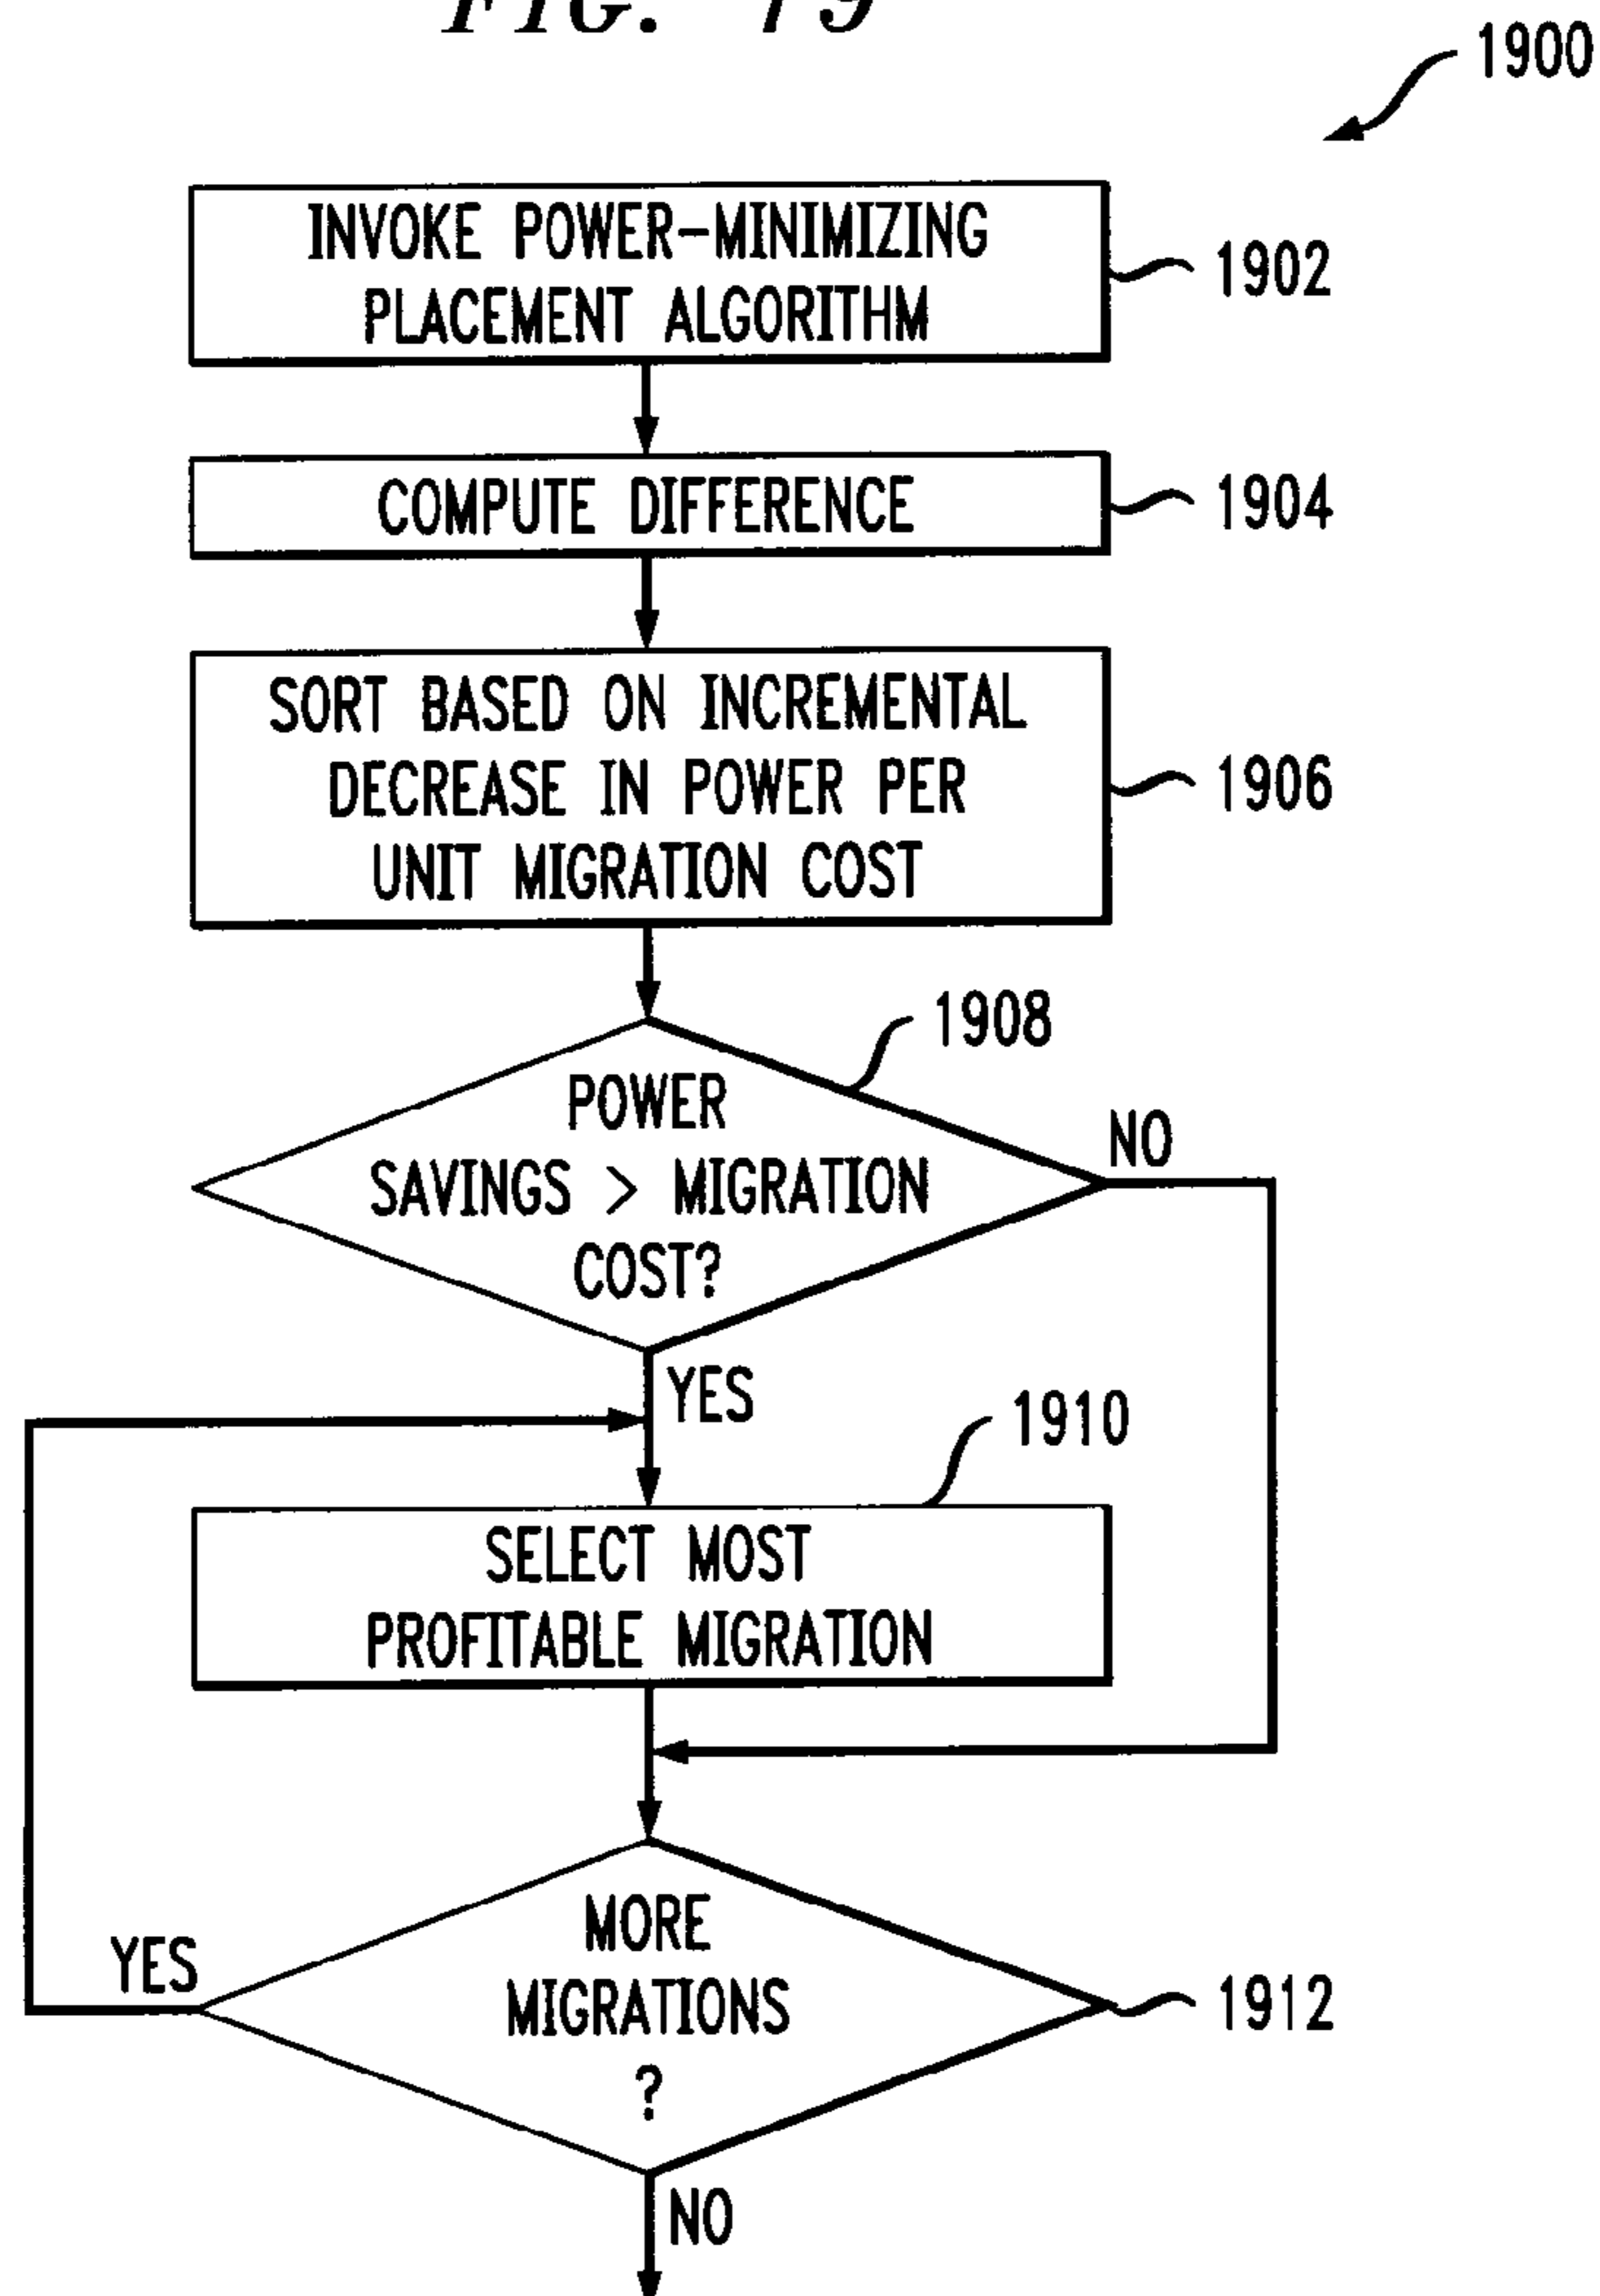 FIG. 19
1900
INVOKE POWER-MINIMIZING
PLACEMENT ALGORITHM
1902
COMPUTE DIFFERENCE
1904
SORT BASED ON INCREMENTAL
DECREASE IN POWER PER
UNIT MIGRATION COST
1906
1908
POWER
SAVINGS > MIGRATION
COST?
NO
YES
1910
SELECT MOST
PROFITABLE MIGRATION
MORE
MIGRATIONS
?
YES
1912
NO